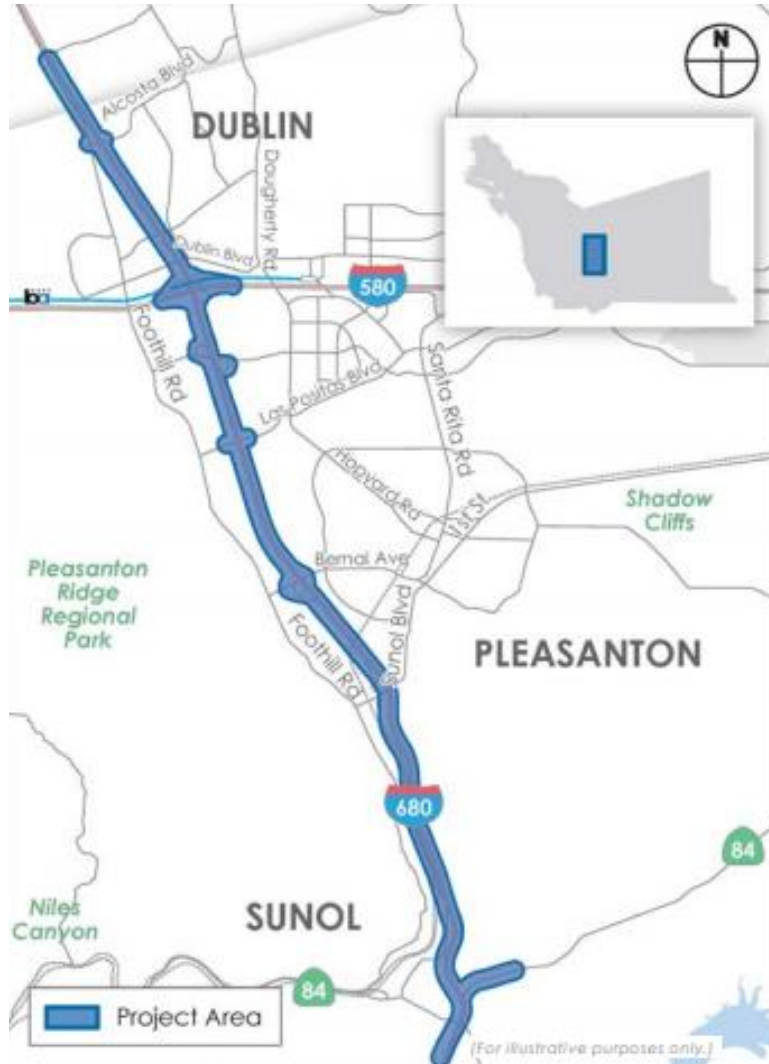 N
Alcosta Blvd
DUBLIN
Dougherty Rd
Dublin Blvd
580
Foothill Rd
Santa Rita Rd
Las Positas Blvd
Hopyard Rd
1st St
Shadow
Cliffs
Bernal Ave
Pleasanton
Ridge
Regional
Park
Foothill Rd
Sunol Blvd
PLEASANTON
680
84
Niles
Canyon
SUNOL
84
Project Area
(For illustrative purposes only.)